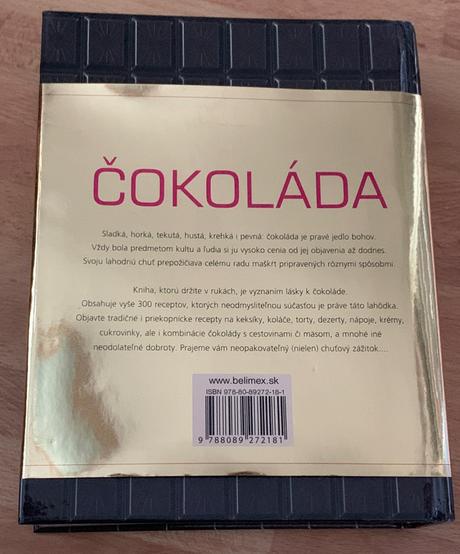 ČOKOLÁDA
Sladká, horká, tekutá, hustá, krehká i pevná: čokoláda je pravé jedlo bohov.
Vždy bola predmetom kultu a ľudia si ju vysoko cenia od jej objavenia až dodnes.
Svoju lahodnú chuť prepožičiava celému radu maškŕt pripravených rôznymi spôsobmi.
Kniha, ktorú držíte v rukách, je vyznaním lásky k čokoláde.
Obsahuje vyše 300 receptov, ktorých neodmysliteľnou súčasťou je práve táto lahôdka.
Objavte tradičné i priekopnícke recepty na keksíky, koláče, torty, dezerty, nápoje, krémy,
cukrovinky, ale i kombinácie čokolády s cestovinami či mäsom, a mnohé iné
neodolateľné dobroty. Prajeme vám neopakovateľný (nielen) chuťový zážitok....
www.belimex.sk
ISBN 978-80-89272-18-1
9 788089 272181